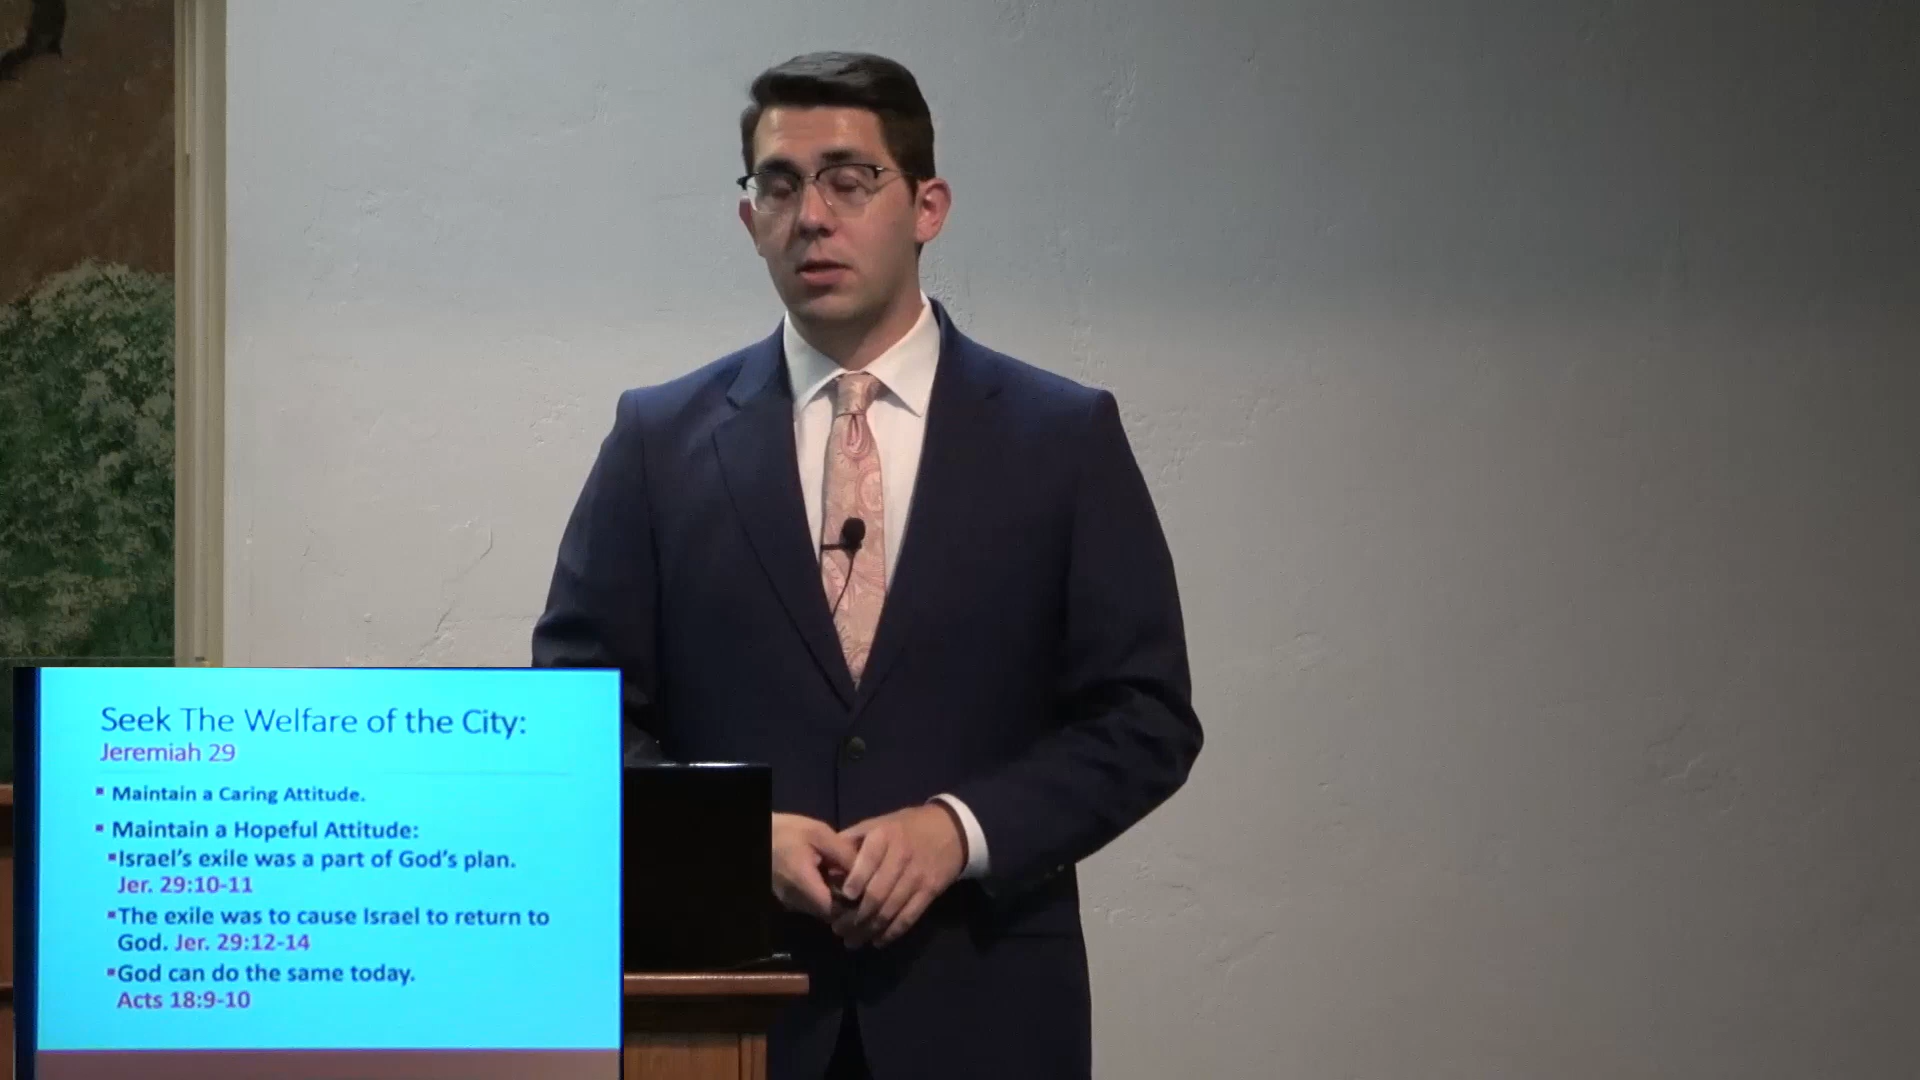 Seek The Welfare of the City:
Jeremiah 29
▪ Maintain a Caring Attitude.
▪ Maintain a Hopeful Attitude:
▪Israel's exile was a part of God's plan.
Jer. 29:10-11
▪The exile was to cause Israel to return to
God. Jer. 29:12-14
▪God can do the same today.
Acts 18:9-10